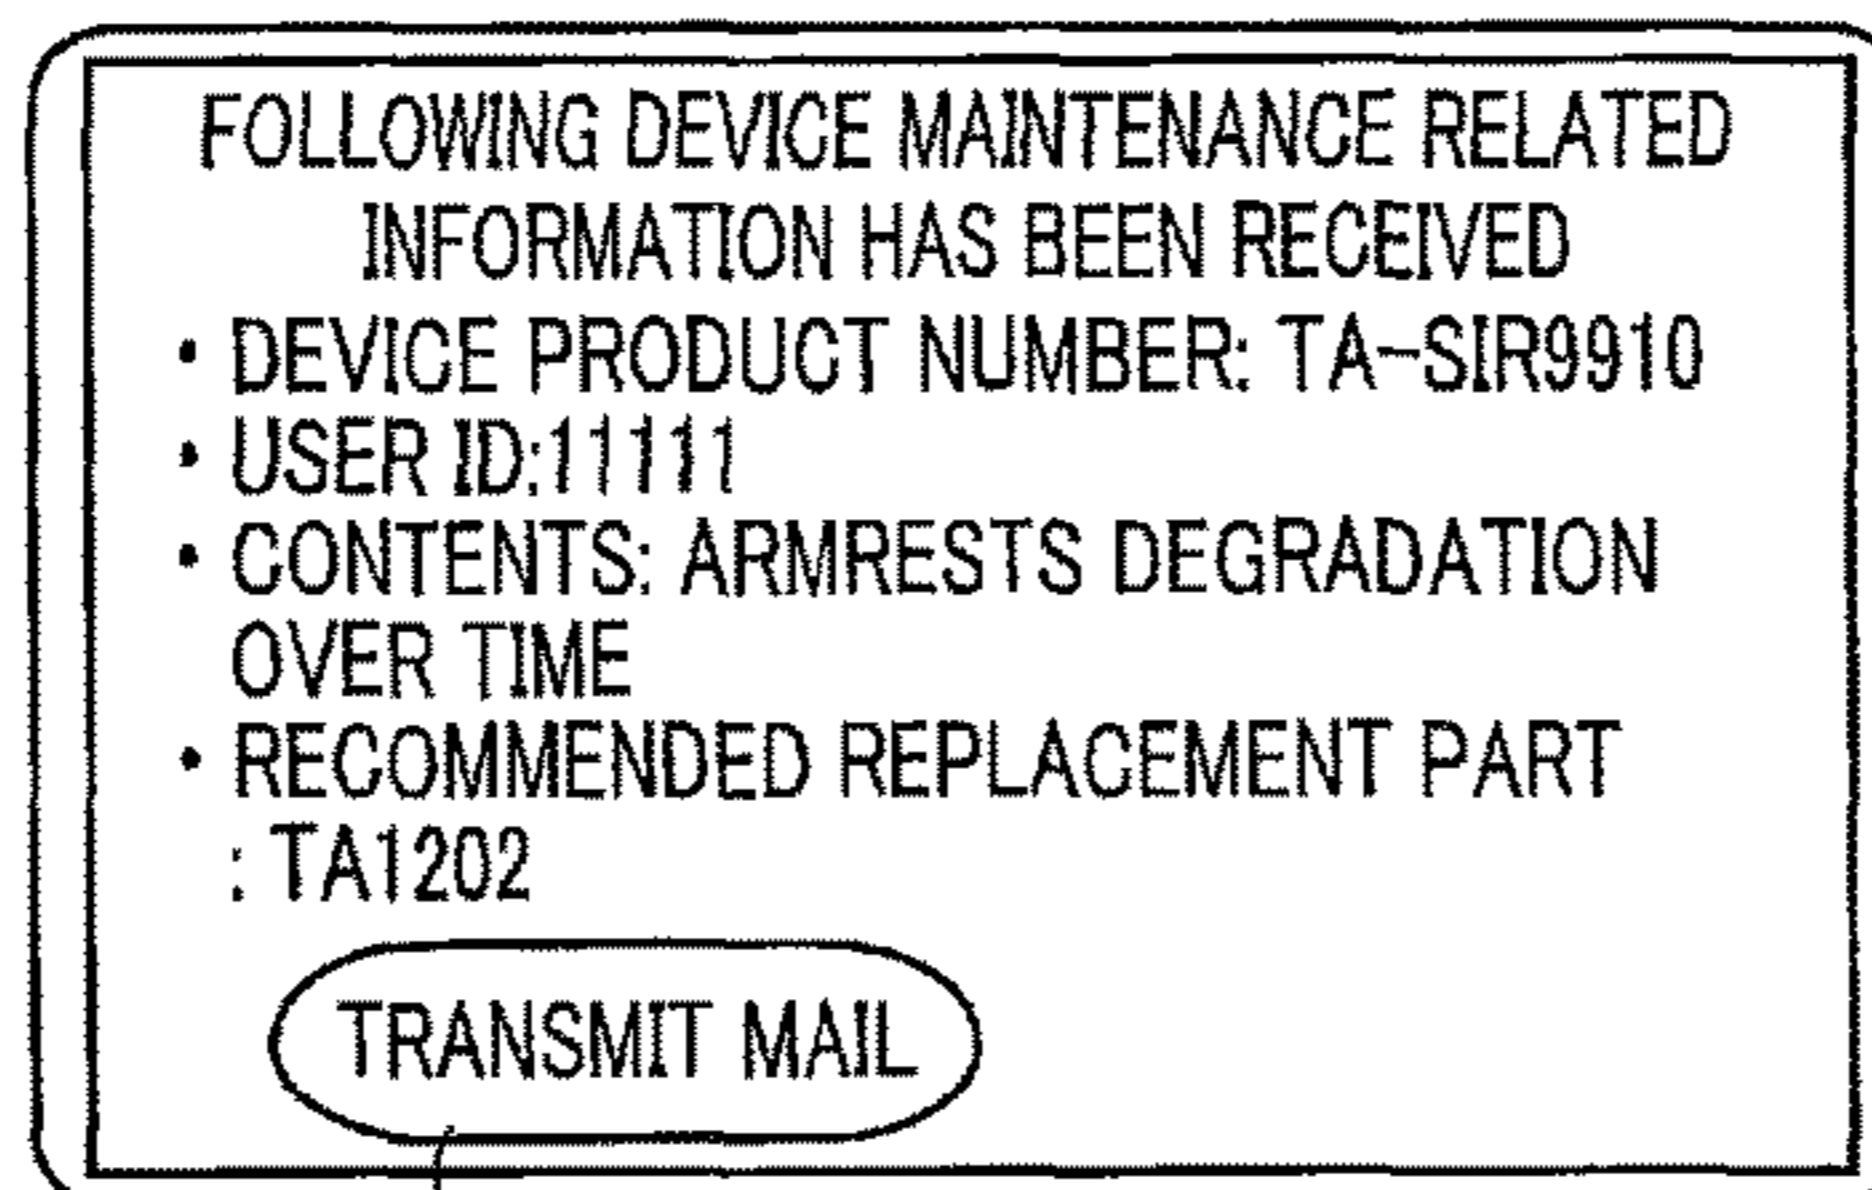 FOLLOWING DEVICE MAINTENANCE RELATED
INFORMATION HAS BEEN RECEIVED
・DEVICE PRODUCT NUMBER: TA-SIR9910
・USER ID:11111
・CONTENTS: ARMRESTS DEGRADATION
OVER TIME
・RECOMMENDED REPLACEMENT PART
: TA1202
TRANSMIT MAIL